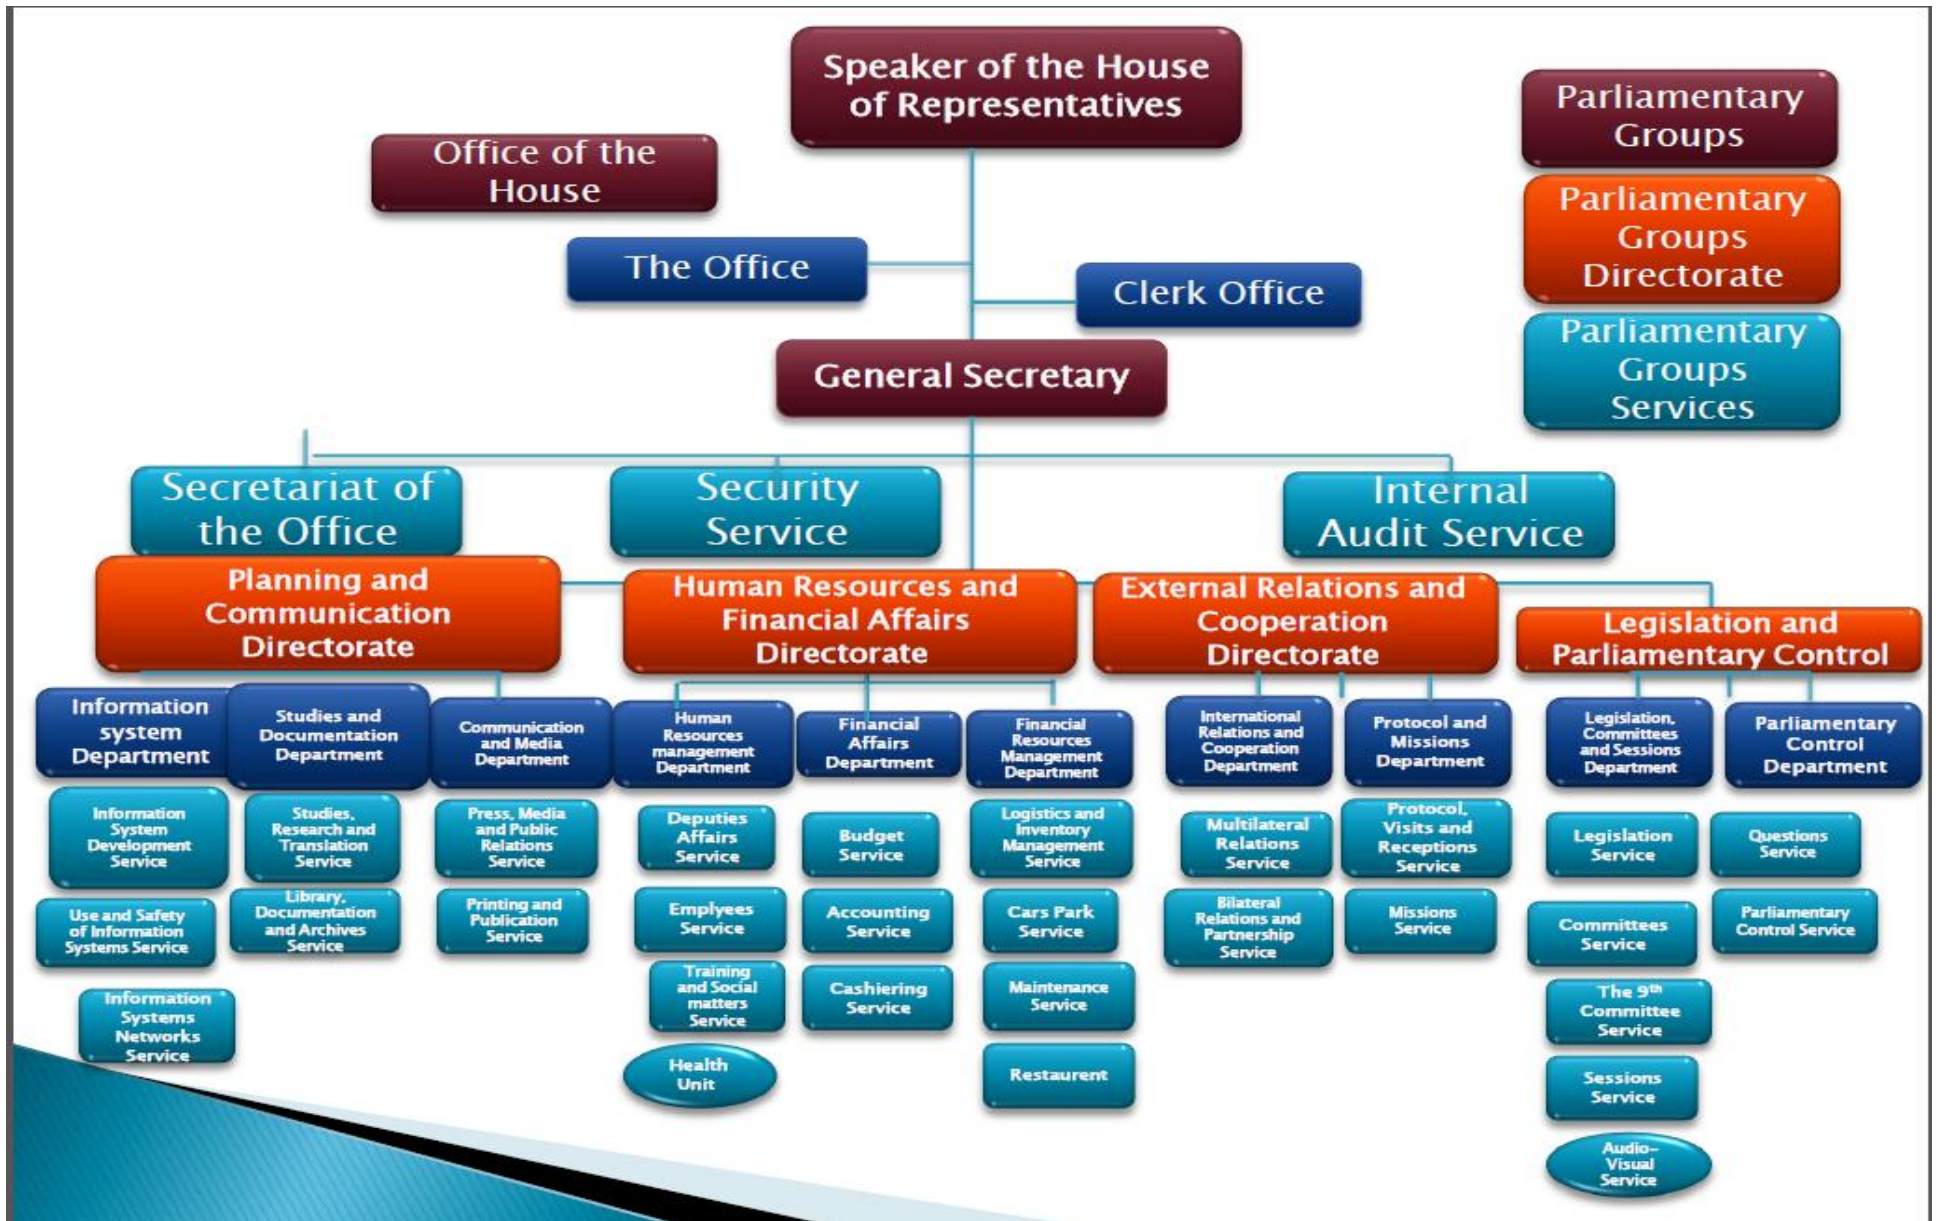 Speaker of the House
of Representatives
Parliamentary
Groups
Office of the
House
Parliamentary
Groups
Directorate
The Office
Clerk Office
Parliamentary
Groups
Services
General Secretary
Secretariat of
the Office
Security
Service
Internal
Audit Service
Planning and
Communication
Directorate
Human Resources and
Financial Affairs
Directorate
External Relations and
Cooperation
Directorate
Legislation and
Parliamentary Control
Information
system
Department
Studies and
Documentation
Department
Communication
and Media
Department
Human
Resources
management
Department
Financial
Affairs
Department
Financial
Resources
Management
Department
International
Relations and
Cooperation
Department
Protocol and
Missions
Department
Legislation,
Committees
and Sessions
Department
Parliamentary
Control
Department
Information
System
Development
Service
Studies,
Research and
Translation
Service
Press, Media
and Public
Relations
Service
Deputies
Affairs
Service
Budget
Service
Logistics and
Inventory
Management
Service
Multilateral
Relations
Service
Protocol,
Visits and
Receptions
Service
Legislation
Service
Questions
Service
Use and Safety
of Information
Systems Service
Library,
Documentation
and Archives
Service
Printing and
Publication
Service
Emplyees
Service
Accounting
Service
Cars Park
Service
Bilateral
Relations and
Partnership
Service
Missions
Service
Committees
Service
Parliamentary
Control Service
Information
Systems
Networks
Service
Training
and Social
matters
Service
Cashiering
Service
Maintenance
Service
The 9th
Committee
Service
Health
Unit
Restaurent
Sessions
Service
Audio-
Visual
Service